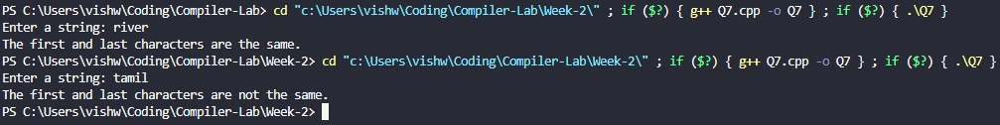 PS C:\Users\vishw\Coding\Compiler-Lab> cd "c:\Users\vishw\Coding\Compiler-Lab\Week-2\" ; if ($?) { g++ Q7.cpp -o Q7 } ; if ($?) { .\Q7 }
Enter a string: river
The first and last characters are the same.
PS C:\Users\vishw\Coding\Compiler-Lab\Week-2> cd "c:\Users\vishw\Coding\Compiler-Lab\Week-2\" ; if ($?) { g++ Q7.cpp -o Q7 } ; if ($?) { .\Q7 }
Enter a string: tamil
The first and last characters are not the same.
PS C:\Users\vishw\Coding\Compiler-Lab\Week-2>